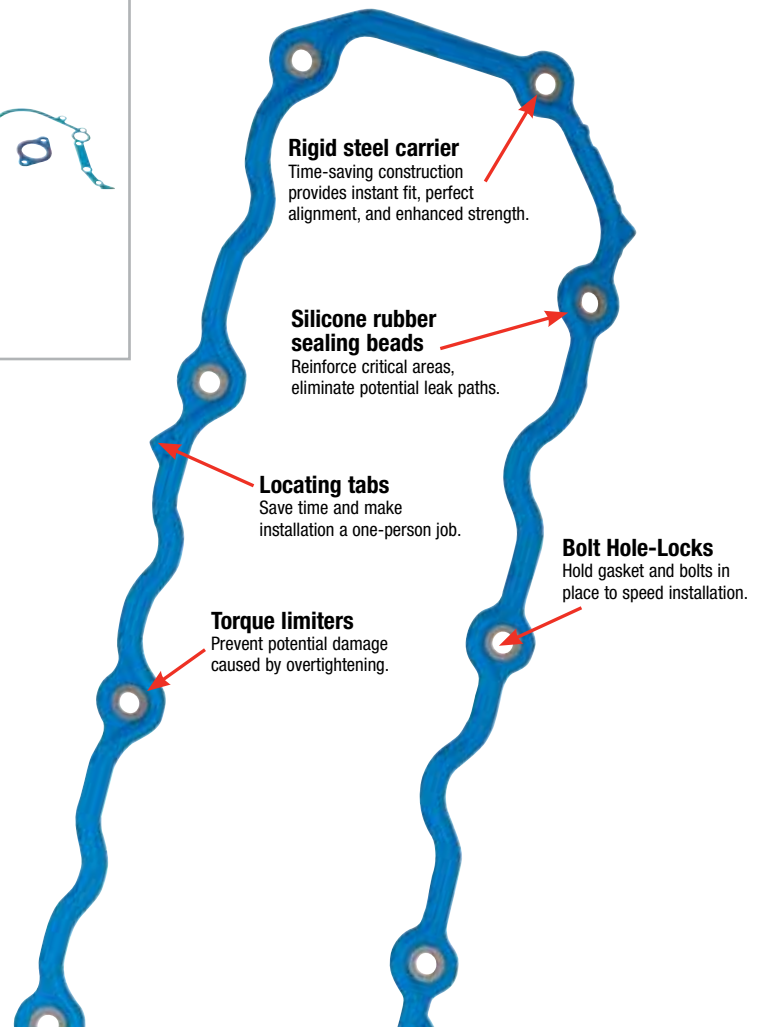 Rigid steel carrier
Time-saving construction
provides instant fit, perfect
alignment, and enhanced strength.
Silicone rubber
sealing beads
Reinforce critical areas,
eliminate potential leak paths.
Locating tabs
Save time and make
installation a one-person job.
Bolt Hole-Locks
Hold gasket and bolts in
place to speed installation.
Torque limiters
Prevent potential damage
caused by overtightening.